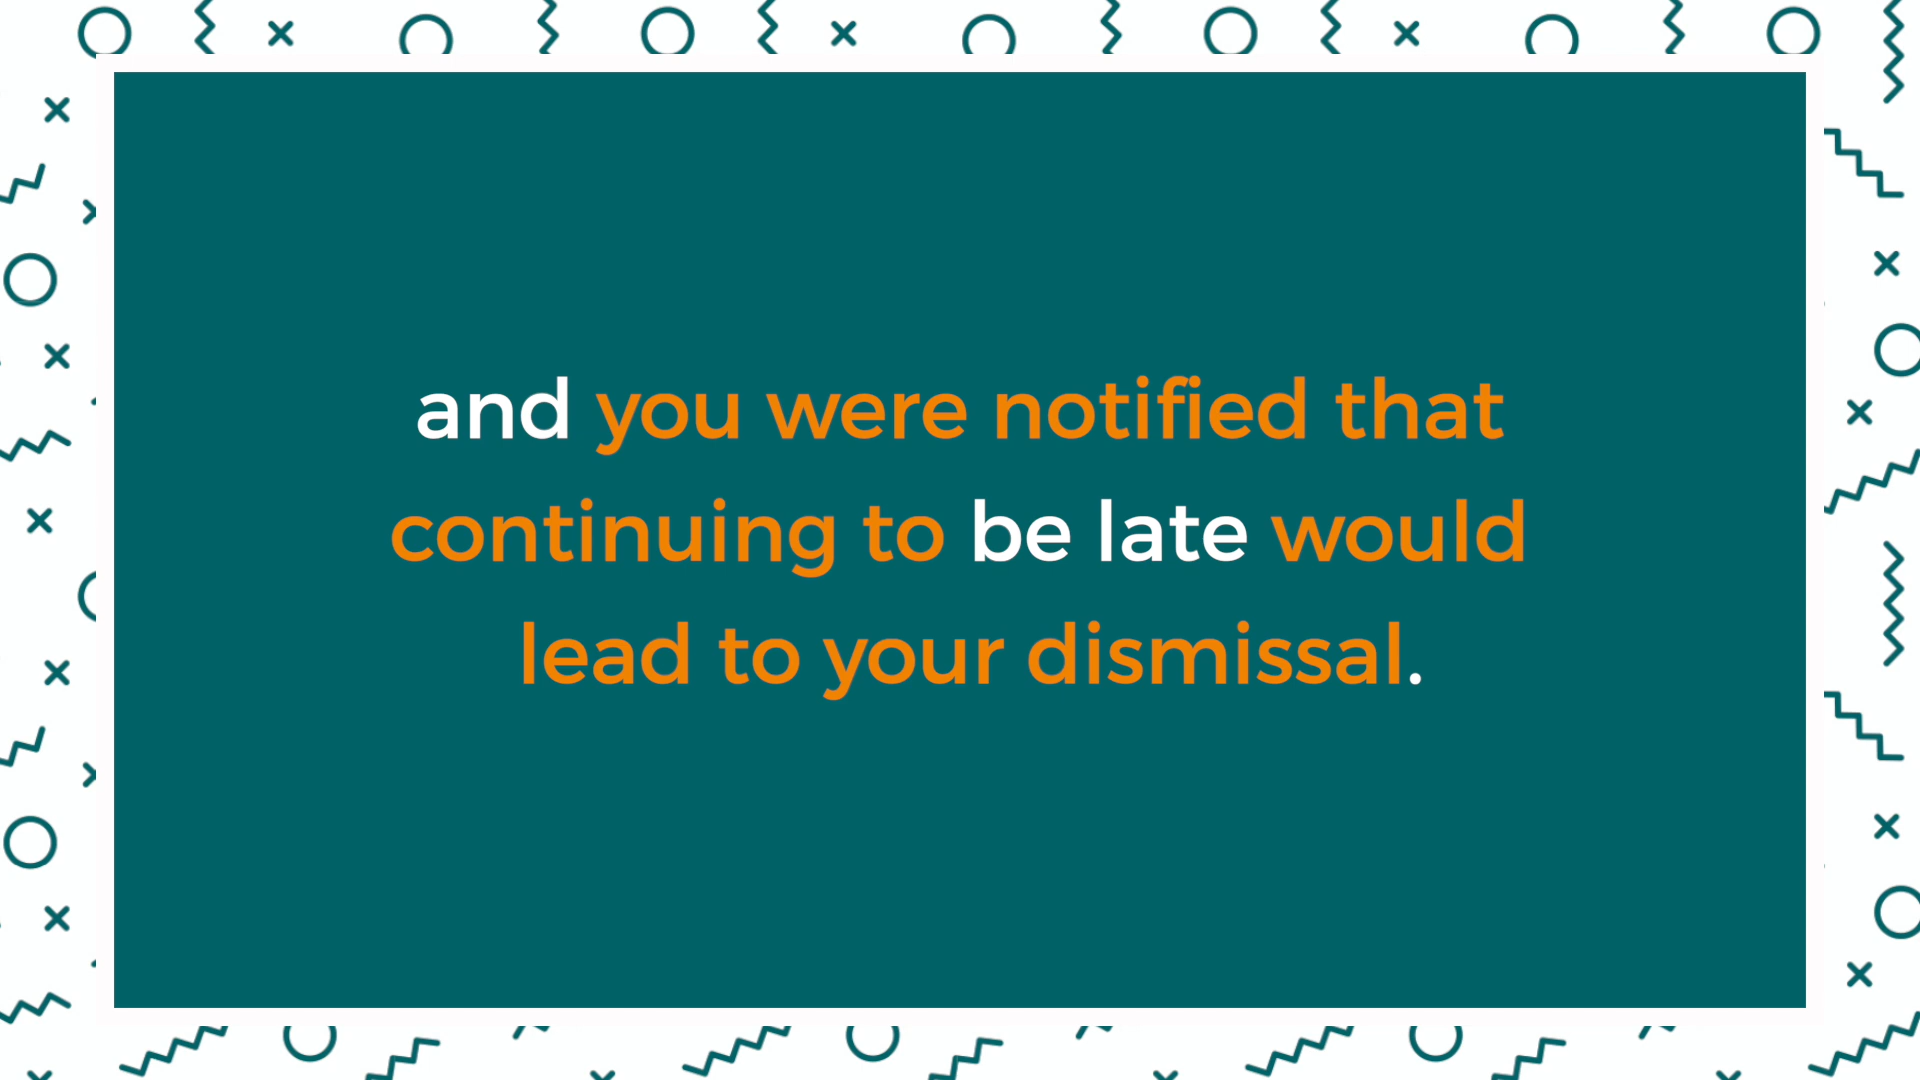 and you were notified that
continuing to be late would
lead to your dismissal.